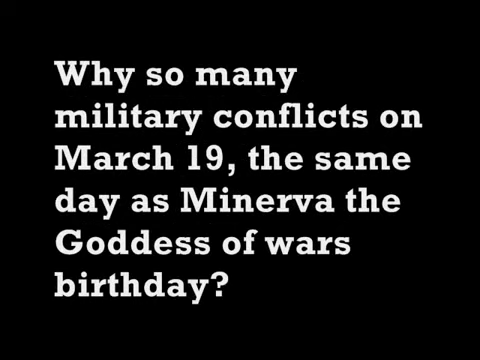 Why so many
military conflicts on
March 19, the same
day as Minerva the
Goddess of wars
birthday?